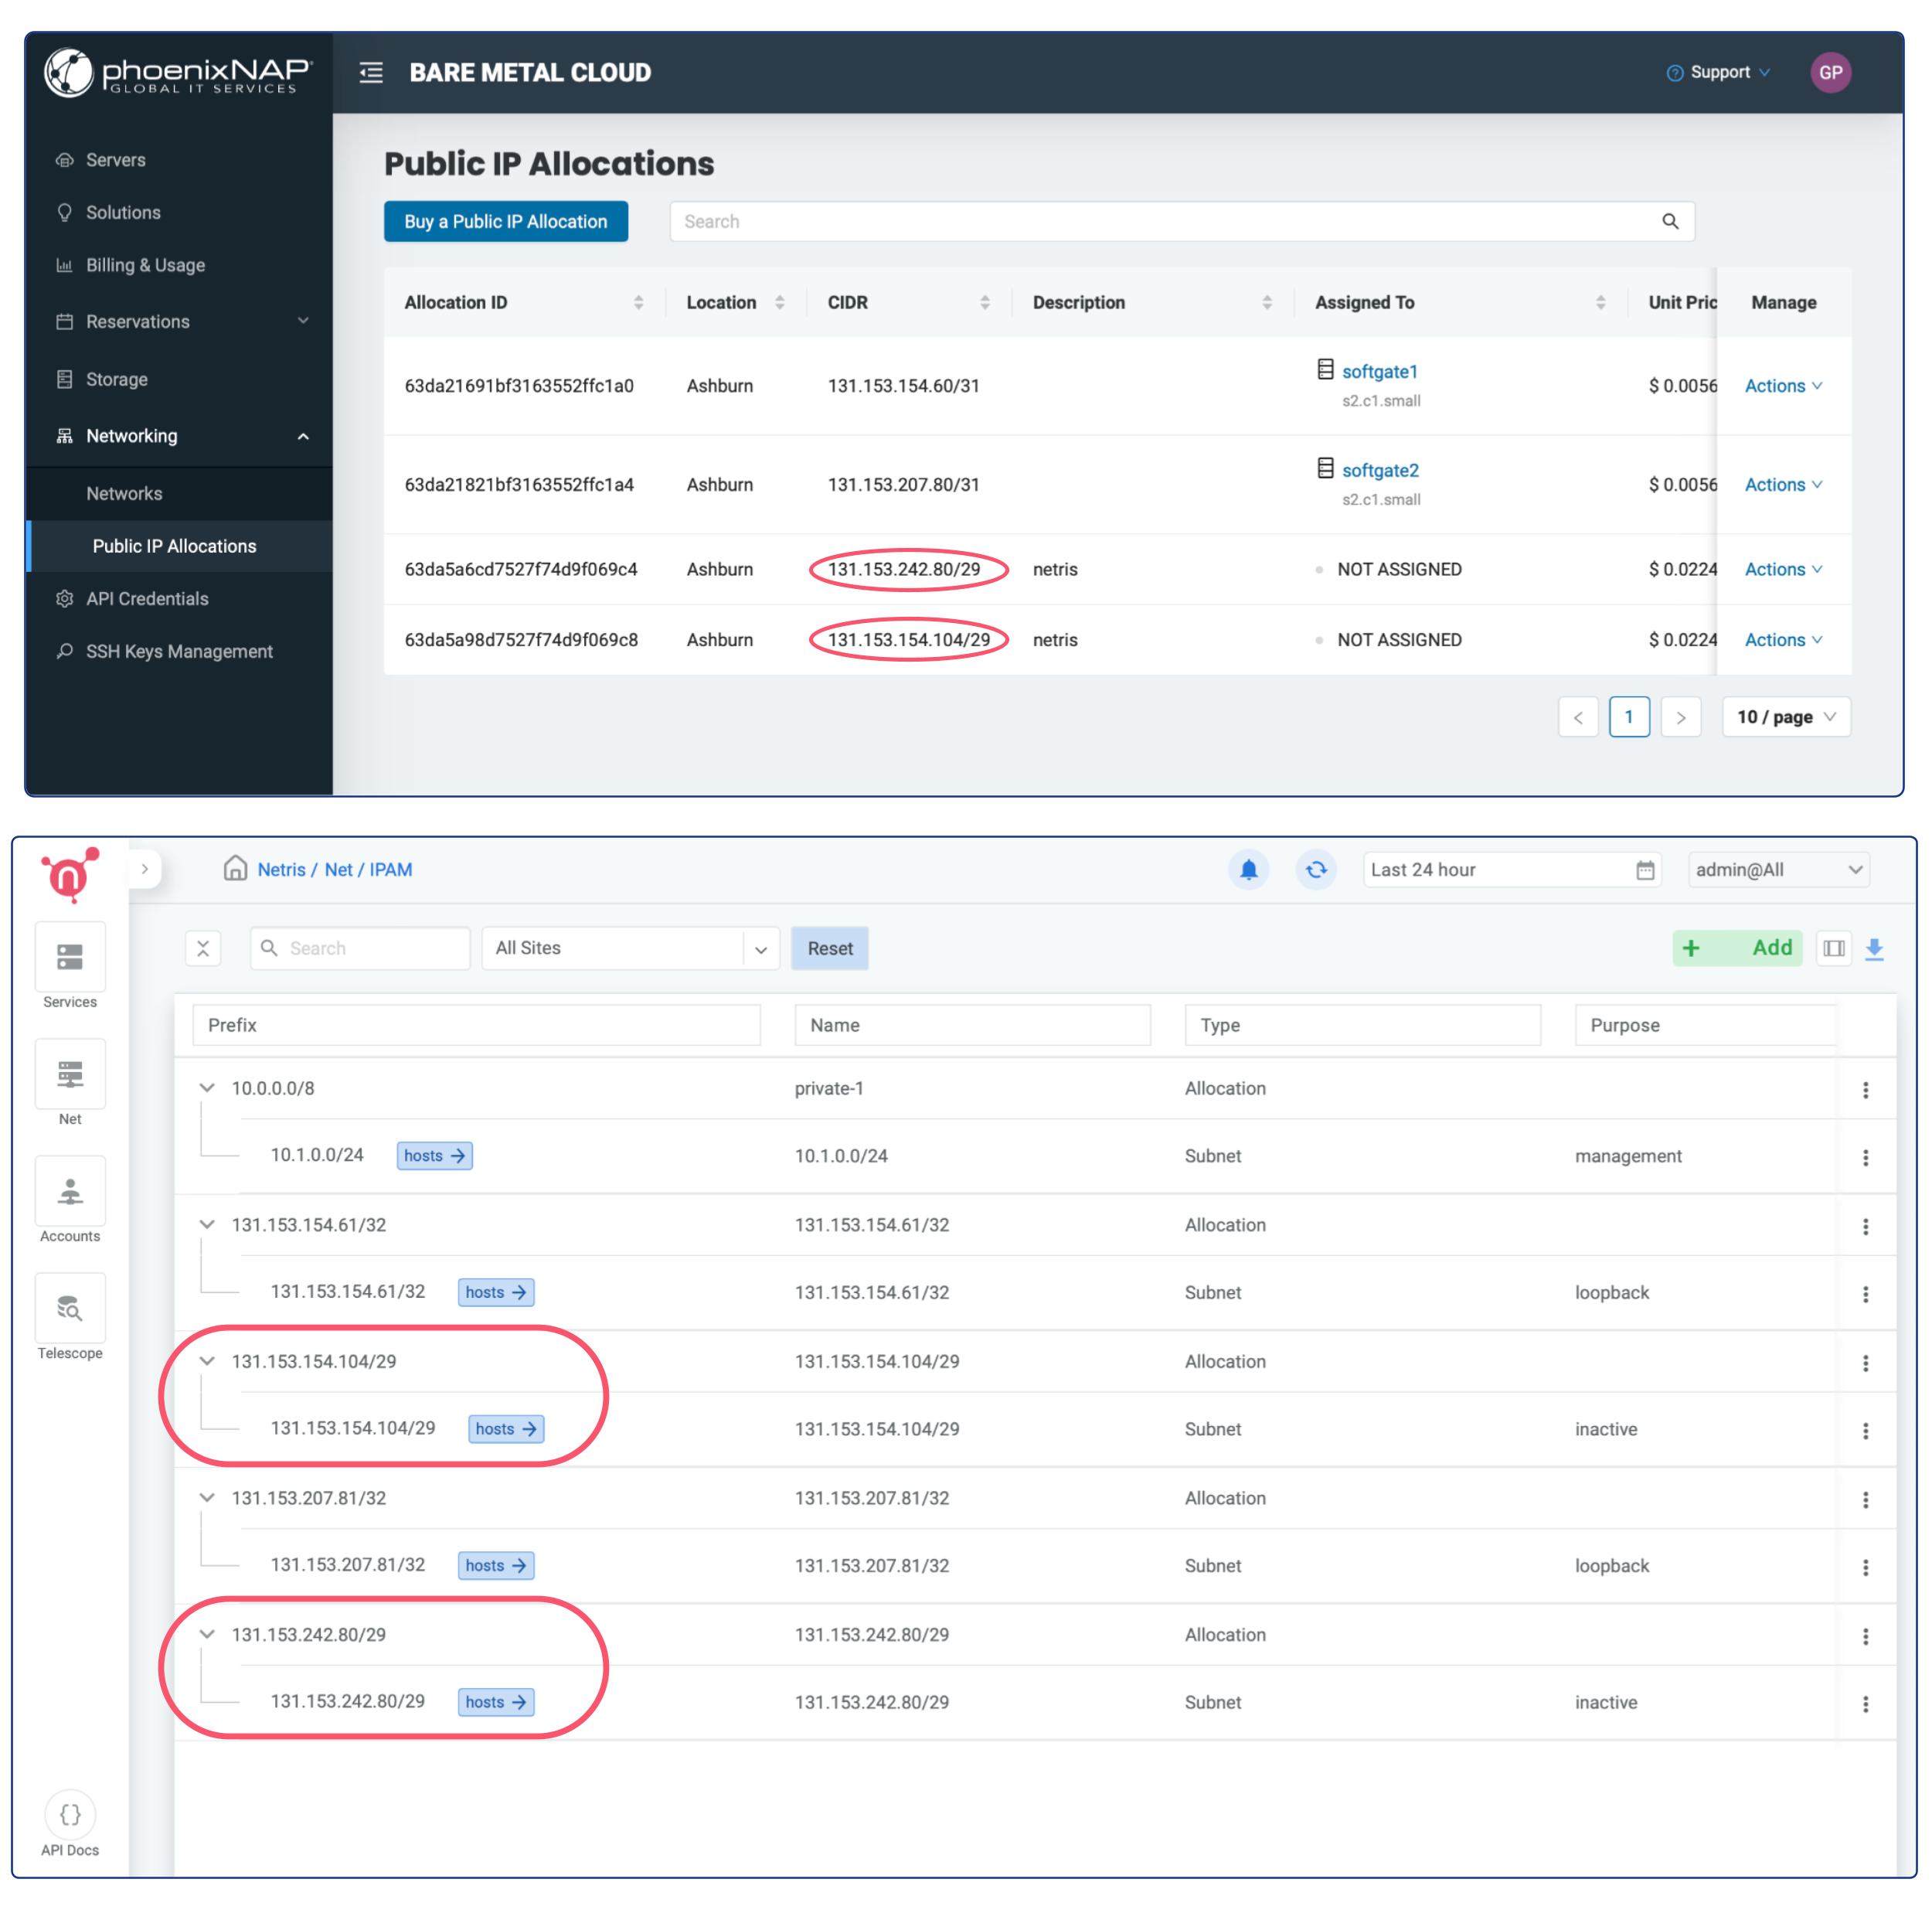 phoenixNAP
GLOBAL IT SERVICES
BARE METAL CLOUD
Support
GP
Servers
Solutions
Billing & Usage
Reservations
Storage
Networking
Networks
Public IP Allocations
API Credentials
SSH Keys Management
Public IP Allocations
Buy a Public IP Allocation
Search
Allocation ID Location CIDR Description Assigned To Unit Pric Manage
63da21691bf3163552ffc1a0 Ashburn 131.153.154.60/31 softgate1 $ 0.0056 Actions
s2.c1.small
63da21821bf3163552ffc1a4 Ashburn 131.153.207.80/31 softgate2 $ 0.0056 Actions
s2.c1.small
63da5a6cd7527f74d9f069c4 Ashburn 131.153.242.80/29 netris NOT ASSIGNED $ 0.0224 Actions
63da5a98d7527f74d9f069c8 Ashburn 131.153.154.104/29 netris NOT ASSIGNED $ 0.0224 Actions
< 1 > 10 / page
n
Netris / Net / IPAM
Last 24 hour
admin@All
Services
Net
Accounts
Telescope
{} 
API Docs
Search
All Sites
Reset
+ Add
Prefix Name Type Purpose
10.0.0.0/8 private-1 Allocation
10.1.0.0/24 hosts → 10.1.0.0/24 Subnet management
131.153.154.61/32 131.153.154.61/32 Allocation
131.153.154.61/32 hosts → 131.153.154.61/32 Subnet loopback
131.153.154.104/29 131.153.154.104/29 Allocation
131.153.154.104/29 hosts → 131.153.154.104/29 Subnet inactive
131.153.207.81/32 131.153.207.81/32 Allocation
131.153.207.81/32 hosts → 131.153.207.81/32 Subnet loopback
131.153.242.80/29 131.153.242.80/29 Allocation
131.153.242.80/29 hosts → 131.153.242.80/29 Subnet inactive